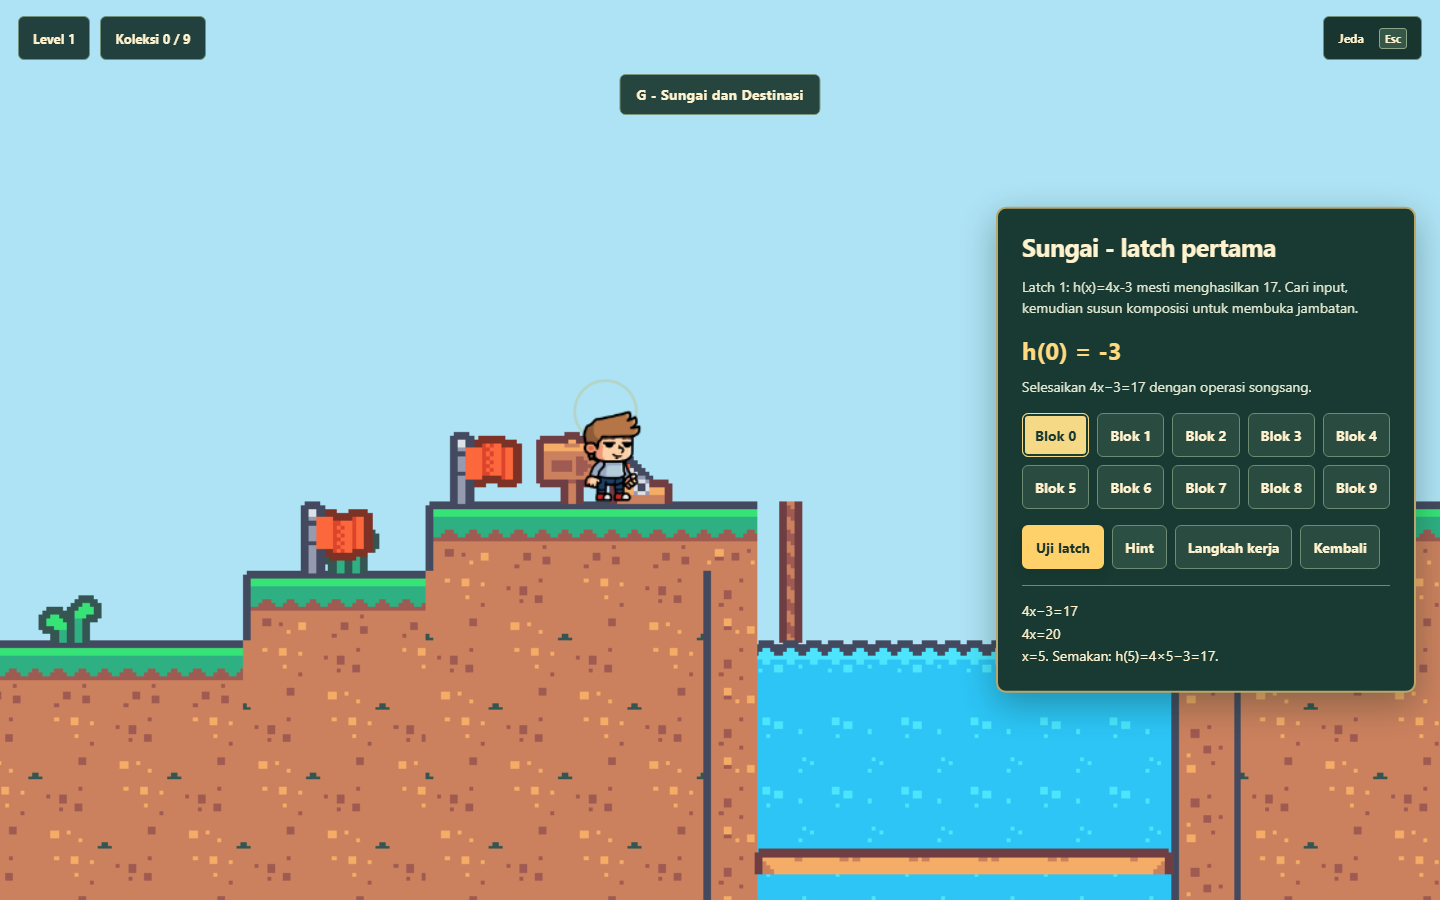 Level 1
Koleksi 0 / 9
Jeda Esc
G - Sungai dan Destinasi
Sungai - latch pertama
Latch 1: h(x)=4x-3 mesti menghasilkan 17. Cari input,
kemudian susun komposisi untuk membuka jambatan.
h(0) = -3
Selesaikan 4x−3=17 dengan operasi songsang.
Blok 0 Blok 1 Blok 2 Blok 3 Blok 4
Blok 5 Blok 6 Blok 7 Blok 8 Blok 9
Uji latch Hint Langkah kerja Kembali
4x−3=17
4x=20
x=5. Semakan: h(5)=4×5−3=17.